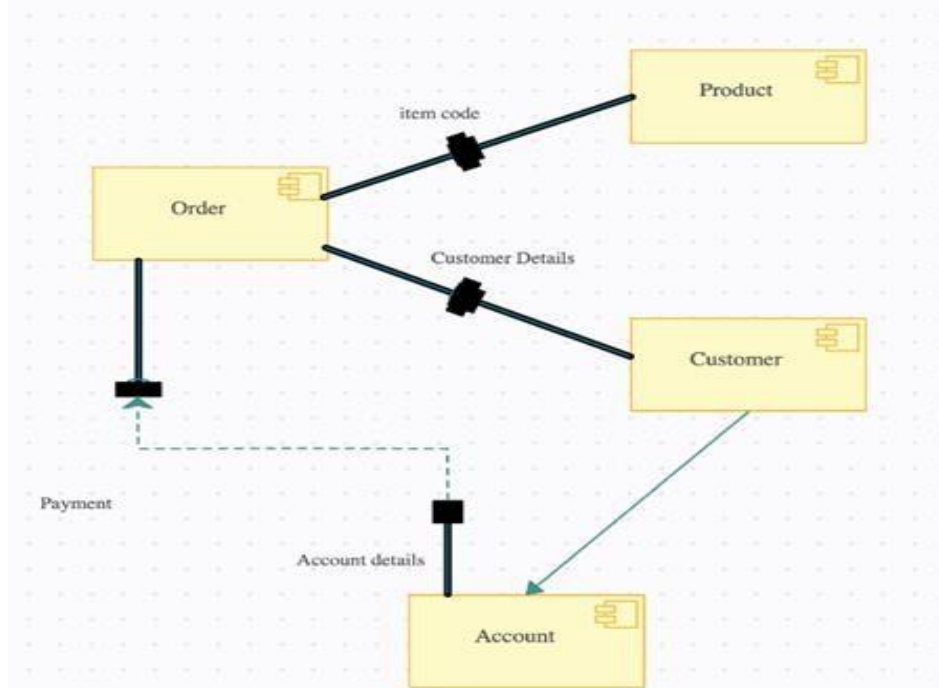 Product
item code
Order
Customer Details
Customer
Payment
Account details
Account